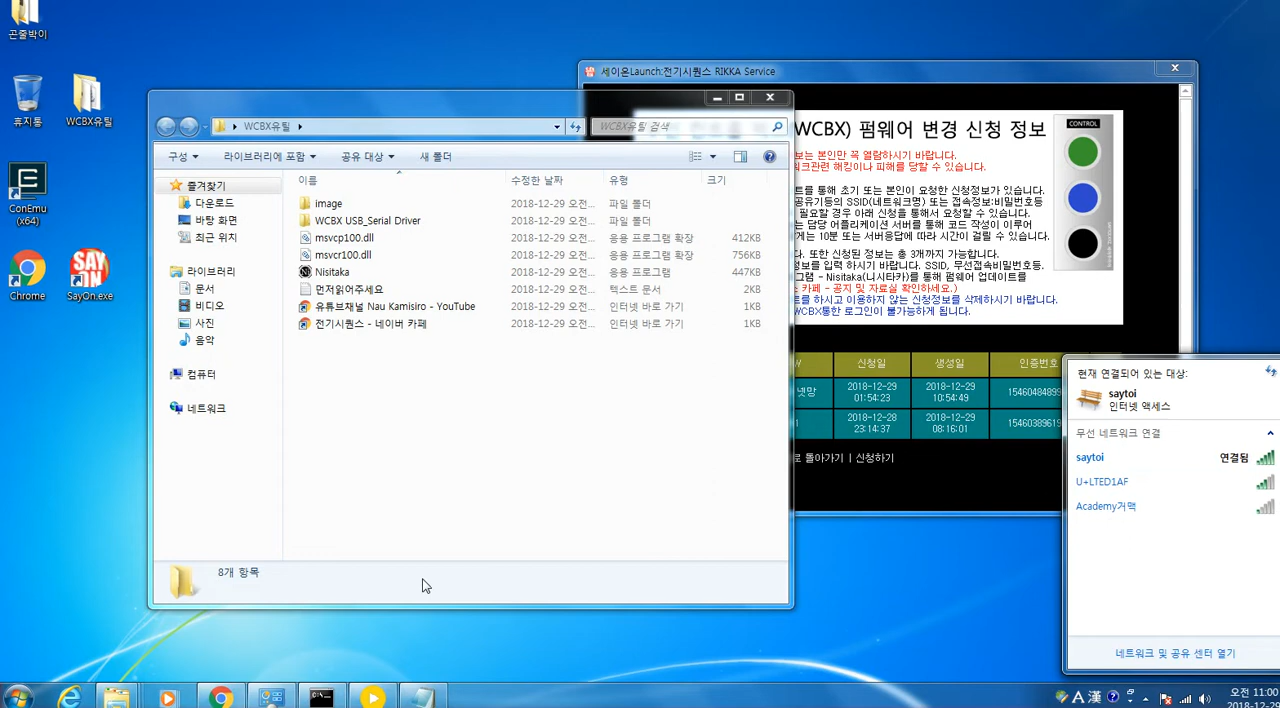 곤줄박이
휴지통
WCBX유틸
ConEmu
(x64)
Chrome
SayOn.exe
SAY
세이온Launch:전기시퀀스 RIKKA Service
WCBX유틸
WCBX유틸 검색
구성
라이브러리에 포함
공유 대상
새 폴더
이름
수정한 날짜
유형
크기
즐겨찾기
다운로드
바탕 화면
최근 위치
라이브러리
문서
비디오
사진
음악
컴퓨터
네트워크
image 2018-12-29 오전... 파일 폴더
WCBX USB_Serial Driver 2018-12-29 오전... 파일 폴더
msvcp100.dll 2018-12-29 오전... 응용 프로그램 확장 412KB
msvcr100.dll 2018-12-29 오전... 응용 프로그램 확장 756KB
Nisitaka 2018-12-29 오전... 응용 프로그램 447KB
먼저읽어주세요 2018-12-29 오전... 텍스트 문서 2KB
유튜브채널 Nau Kamisiro - YouTube 2018-12-29 오전... 인터넷 바로 가기 1KB
전기시퀀스 - 네이버 카페 2018-12-29 오전... 인터넷 바로 가기 1KB
8개 항목
WCBX) 펌웨어 변경 신청 정보
보는 본인만 꼭 열람하시기 바랍니다.
워크관련 해킹이나 피해를 당할 수 있습니다.
트를 통해 초기 또는 본인이 요청한 신청정보가 있습니다.
공유기등의 SSID(네트워크명) 또는 접속정보:비밀번호등
필요할 경우 아래 신청을 통해서 요청할 수 있습니다.
는 담당 어플리케이션 서버를 통해 코드 작성이 이루어
게는 10분 또는 서버응답에 따라 시간이 걸릴 수 있습니다.
다. 또한 신청된 정보는 총 3개까지 가능합니다.
보를 입력 하시기 바랍니다. SSID, 무선접속비밀번호등.
그램 - Nisitaka(니시타카)를 통해 펌웨어 업데이트를
스 카페 - 공지 및 자료실 확인하세요.)
트를 하시고 이용하지 않는 신청정보를 삭제하시기 바랍니다.
WCBX통한 로그인이 불가능하게 됩니다.
CONTROL
신청일
생성일
인증번호
넷망
2018-12-29
01:54:23
2018-12-29
10:54:49
15460484899
2018-12-28
23:14:37
2018-12-29
08:16:01
15460389619
로 돌아가기 | 신청하기
현재 연결되어 있는 대상:
saytoi
인터넷 액세스
무선 네트워크 연결
saytoi 연결됨
U+LTED1AF
Academy거맥
네트워크 및 공유 센터 열기
A 漢
오전 11:00
2018-12-29